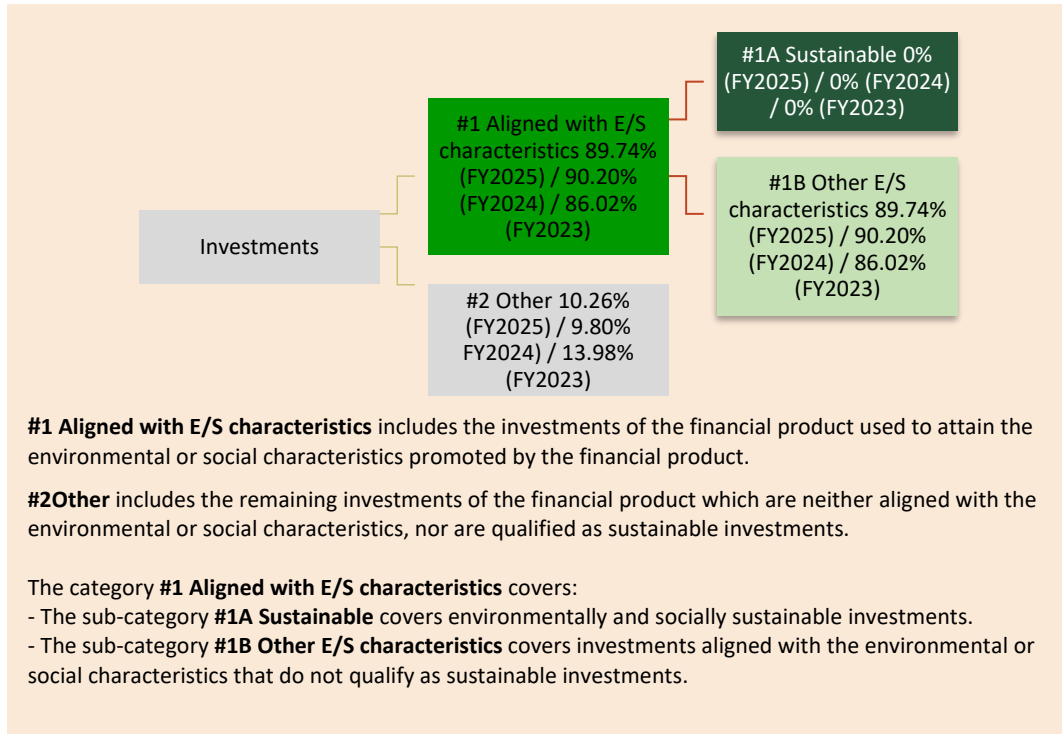 #1A Sustainable 0%
(FY2025) / 0% (FY2024)
/ 0% (FY2023)
#1 Aligned with E/S
characteristics 89.74%
(FY2025) / 90.20%
(FY2024) / 86.02%
(FY2023)
#1B Other E/S
characteristics 89.74%
(FY2025) / 90.20%
(FY2024) / 86.02%
(FY2023)
Investments
#2 Other 10.26%
(FY2025) / 9.80%
FY2024) / 13.98%
(FY2023)
#1 Aligned with E/S characteristics includes the investments of the financial product used to attain the
environmental or social characteristics promoted by the financial product.
#2Other includes the remaining investments of the financial product which are neither aligned with the
environmental or social characteristics, nor are qualified as sustainable investments.
The category #1 Aligned with E/S characteristics covers:
- The sub-category #1A Sustainable covers environmentally and socially sustainable investments.
- The sub-category #1B Other E/S characteristics covers investments aligned with the environmental or
social characteristics that do not qualify as sustainable investments.